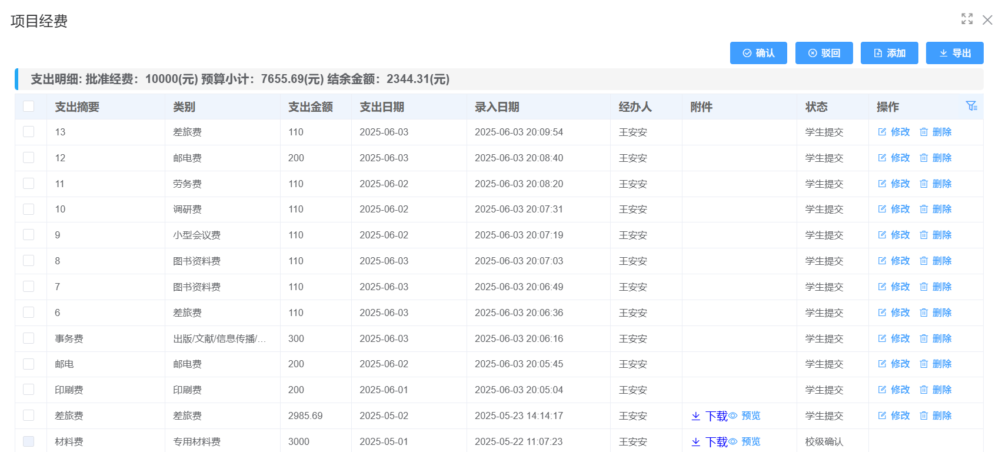 项目经费
确认 驳回 添加 导出
支出明细: 批准经费：10000(元) 预算小计：7655.69(元) 结余金额：2344.31(元)
支出摘要 类别 支出金额 支出日期 录入日期 经办人 附件 状态 操作
13 差旅费 110 2025-06-03 2025-06-03 20:09:54 王安安 学生提交 修改 删除
12 邮电费 200 2025-06-03 2025-06-03 20:08:40 王安安 学生提交 修改 删除
11 劳务费 110 2025-06-02 2025-06-03 20:08:20 王安安 学生提交 修改 删除
10 调研费 110 2025-06-02 2025-06-03 20:07:31 王安安 学生提交 修改 删除
9 小型会议费 110 2025-06-02 2025-06-03 20:07:19 王安安 学生提交 修改 删除
8 图书资料费 110 2025-06-03 2025-06-03 20:07:03 王安安 学生提交 修改 删除
7 图书资料费 110 2025-06-03 2025-06-03 20:06:49 王安安 学生提交 修改 删除
6 差旅费 110 2025-06-03 2025-06-03 20:06:36 王安安 学生提交 修改 删除
事务费 出版/文献/信息传播/... 300 2025-06-03 2025-06-03 20:06:16 王安安 学生提交 修改 删除
邮电 邮电费 200 2025-06-02 2025-06-03 20:05:45 王安安 学生提交 修改 删除
印刷费 印刷费 200 2025-06-01 2025-06-03 20:05:04 王安安 学生提交 修改 删除
差旅费 差旅费 2985.69 2025-05-02 2025-05-23 14:14:17 王安安 下载 预览 学生提交 修改 删除
材料费 专用材料费 3000 2025-05-01 2025-05-22 11:07:23 王安安 下载 预览 校级确认